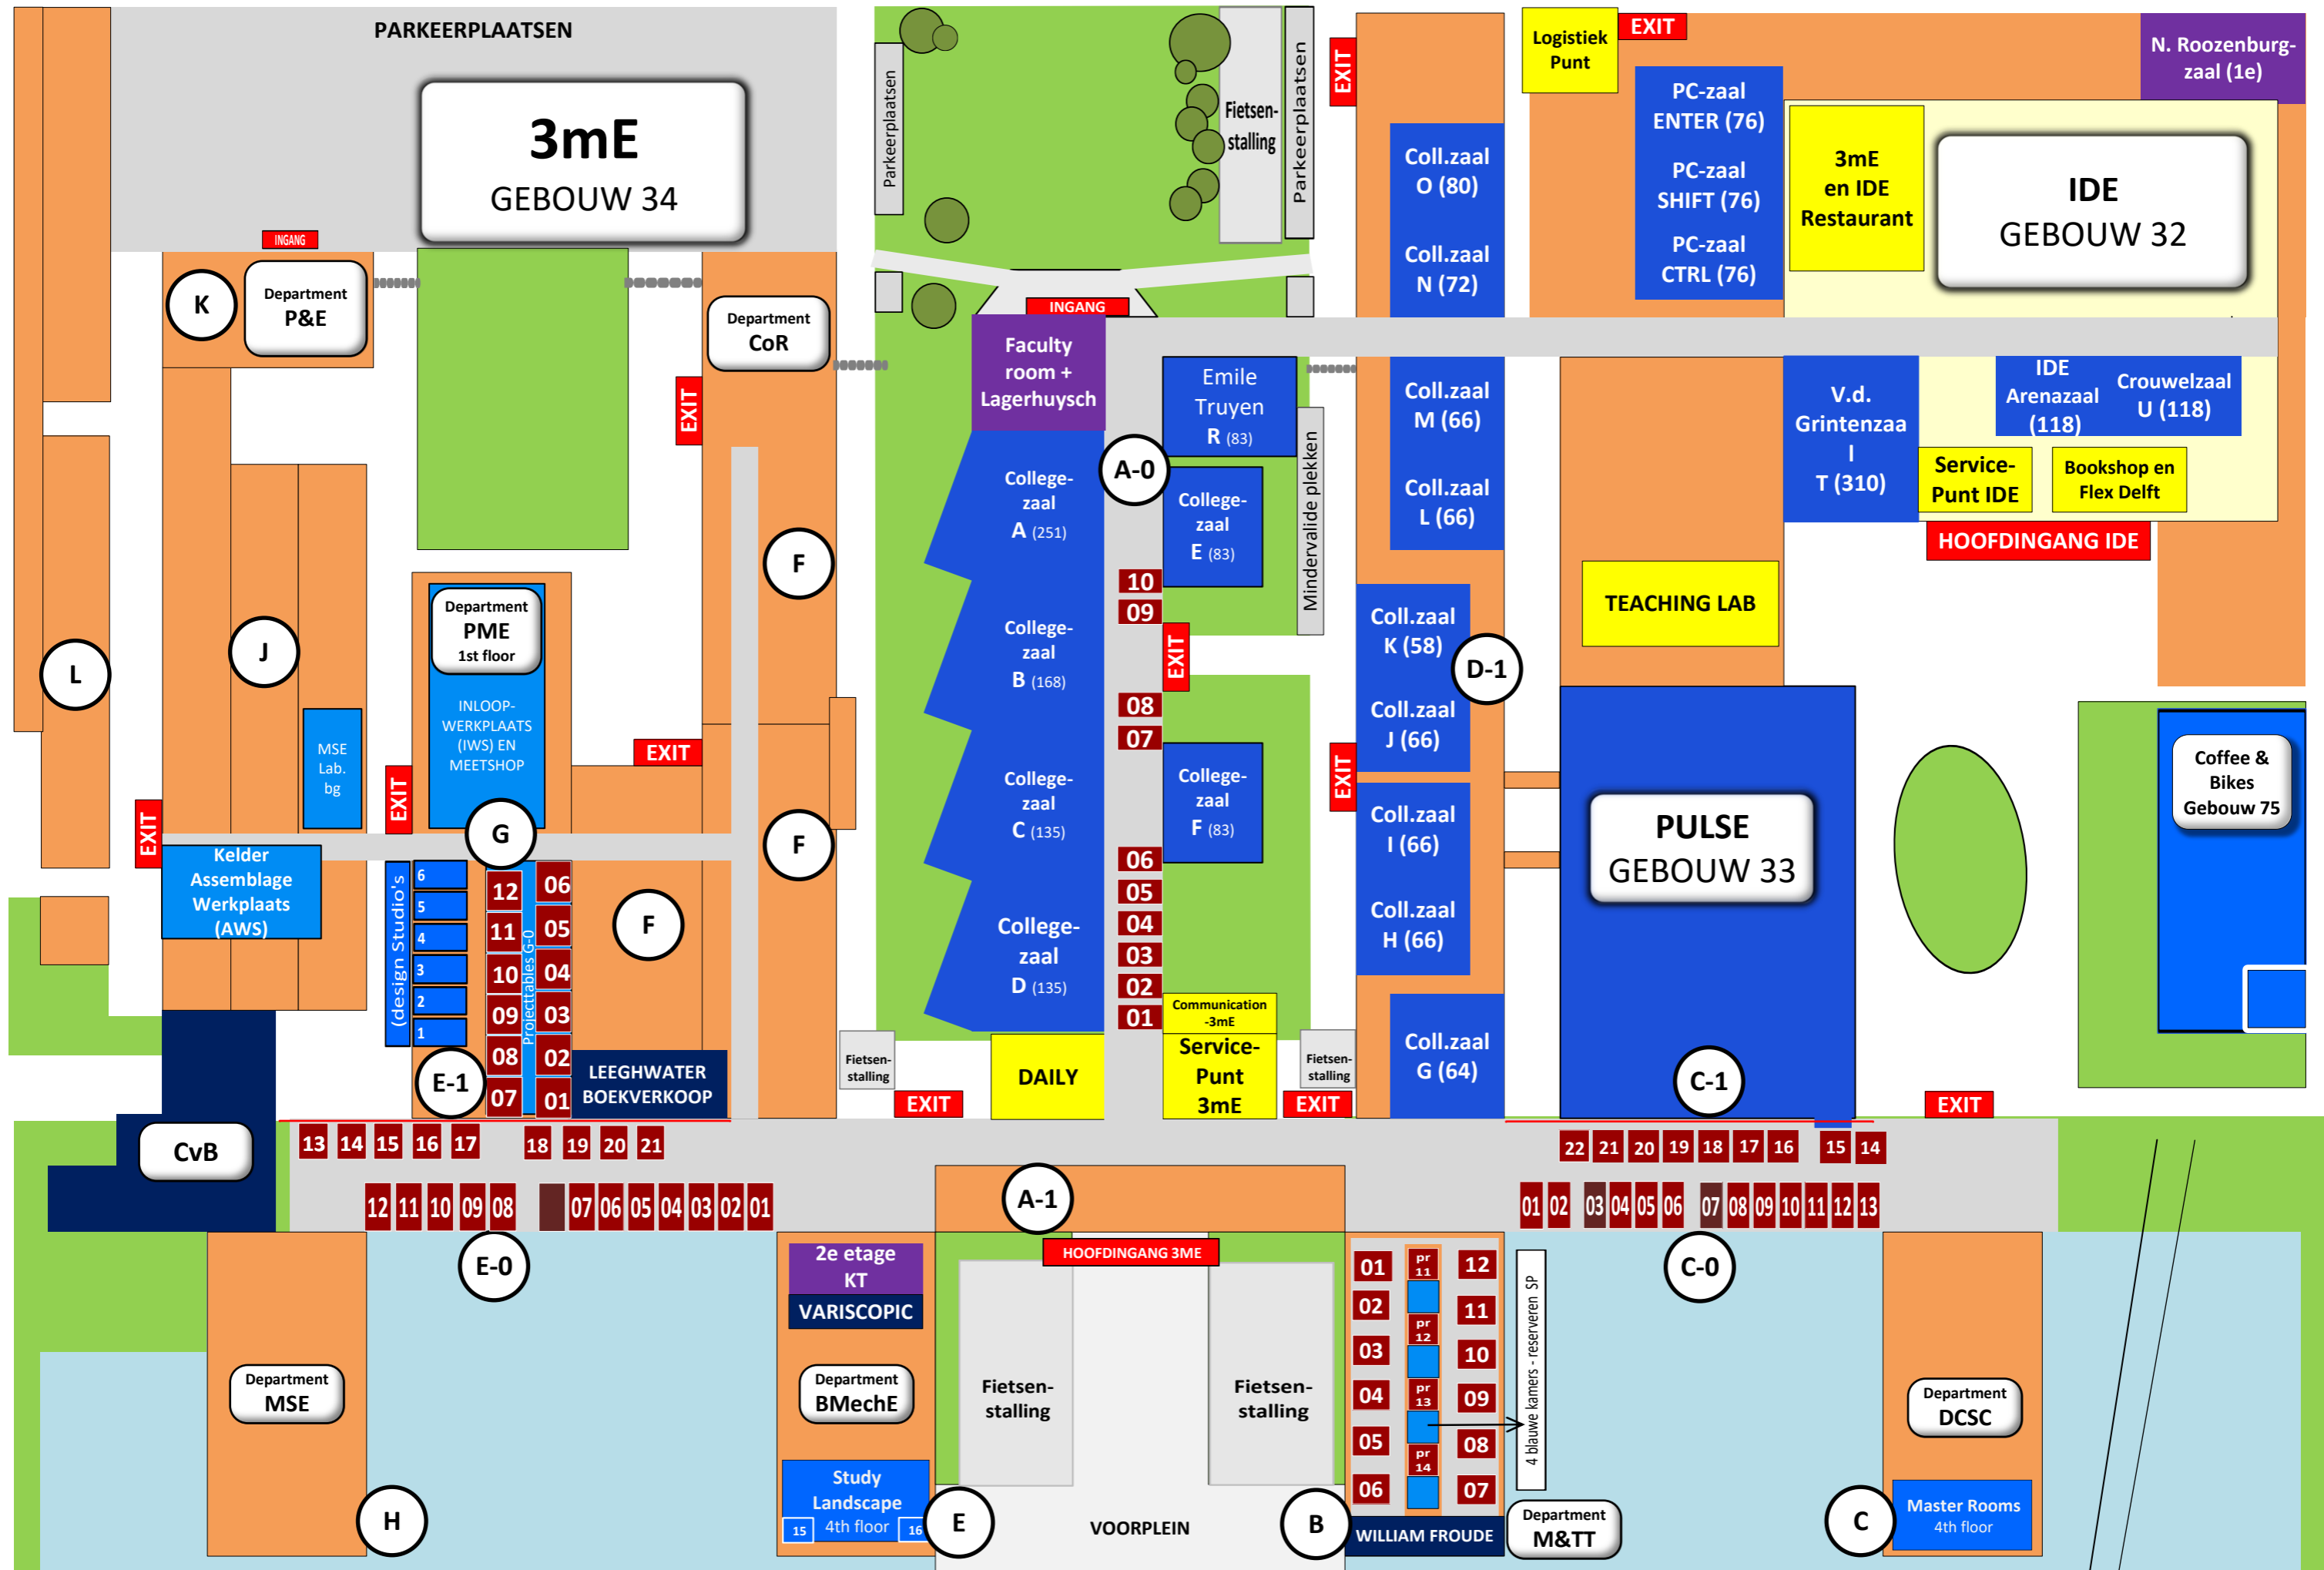 PARKEERPLAATSEN
3mE
GEBOUW 34
INGANG
K
Department
P&E
Department
CoR
EXIT
F
L
J
Department
PME
1st floor
INLOOP-
WERKPLAATS
(IWS) EN
MEETSHOP
MSE
Lab.
bg
EXIT
EXIT
EXIT
G
F
Kelder
Assemblage
Werkplaats
(AWS)
(design Studio's
6
5
4
3
2
1
12
11
10
09
08
07
Projecttables G-0
06
05
04
03
02
01
F
E-1
LEEGHWATER
BOEKVERKOOP
Parkeerplaatsen
Fietsen-
stalling
Parkeerplaatsen
INGANG
Faculty
room +
Lagerhuysch
Emile
Truyen
R (83)
A-0
College-
zaal
A (251)
College-
zaal
E (83)
Mindervalide plekken
10
09
College-
zaal
B (168)
EXIT
08
07
College-
zaal
C (135)
College-
zaal
F (83)
06
05
04
03
02
01
College-
zaal
D (135)
Communication
-3mE
Service-
Punt
3mE
DAILY
Fietsen-
stalling
EXIT
Fietsen-
stalling
EXIT
EXIT
Coll.zaal
O (80)
Coll.zaal
N (72)
Coll.zaal
M (66)
Coll.zaal
L (66)
Coll.zaal
K (58)
D-1
Coll.zaal
J (66)
EXIT
Coll.zaal
I (66)
Coll.zaal
H (66)
Coll.zaal
G (64)
Logistiek
Punt
EXIT
N. Roozenburg-
zaal (1e)
PC-zaal
ENTER (76)
PC-zaal
SHIFT (76)
PC-zaal
CTRL (76)
3mE
en IDE
Restaurant
IDE
GEBOUW 32
V.d.
Grintenzaa
l
T (310)
IDE
Arenazaal
(118)
Crouwelzaal
U (118)
Service-
Punt IDE
Bookshop en
Flex Delft
HOOFDINGANG IDE
TEACHING LAB
PULSE
GEBOUW 33
C-1
Coffee &
Bikes
Gebouw 75
EXIT
CvB
13 14 15 16 17 18 19 20 21
12 11 10 09 08 07 06 05 04 03 02 01
E-0
A-1
HOOFDINGANG 3ME
22 21 20 19 18 17 16 15 14
01 02 03 04 05 06 07 08 09 10 11 12 13
C-0
Department
MSE
H
2e etage
KT
VARISCOPIC
Department
BMechE
Study
Landscape
4th floor
15
16
E
Fietsen-
stalling
Fietsen-
stalling
VOORPLEIN
B
01
02
03
04
05
06
pr
11
pr
12
pr
13
pr
14
12
11
10
09
08
07
4 blauwe kamers - reserveren SP
WILLIAM FROUDE
Department
M&TT
Department
DCSC
C
Master Rooms
4th floor